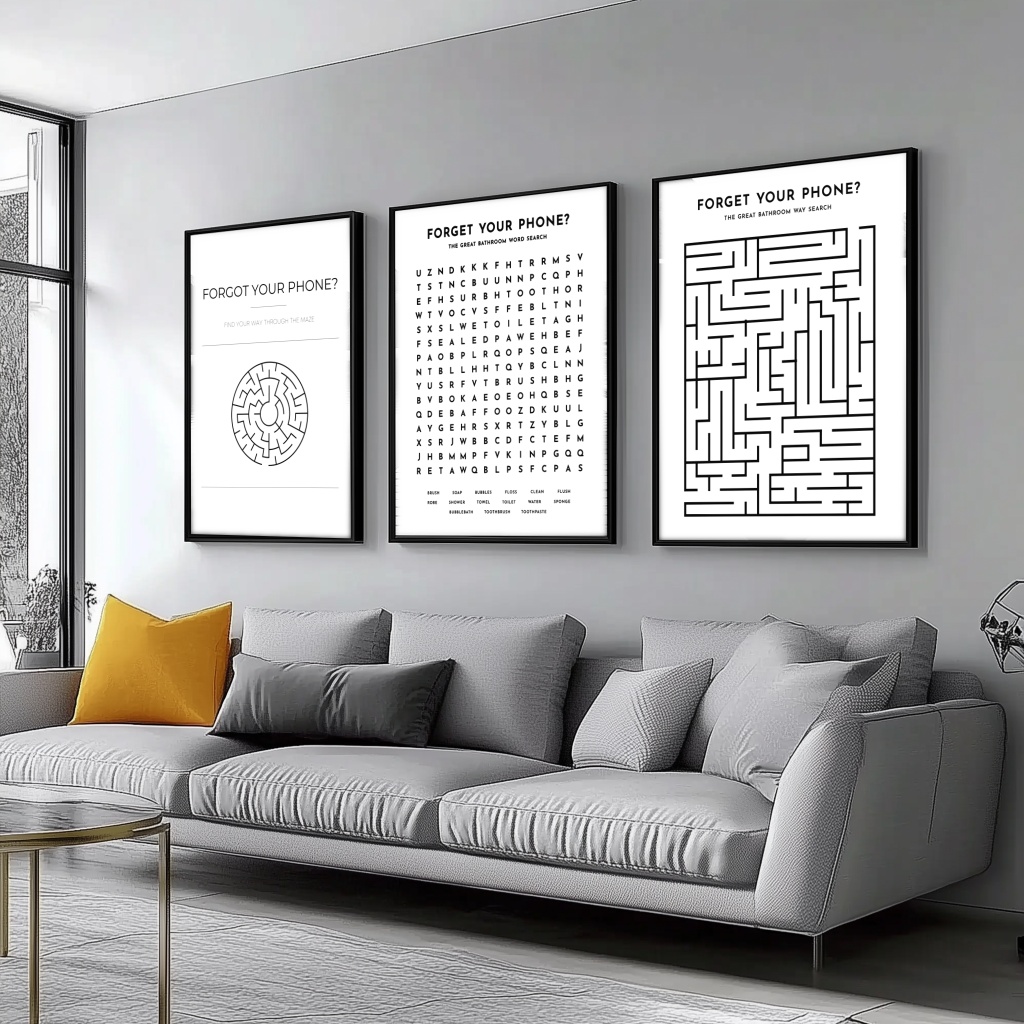 FORGOT YOUR PHONE?
FIND YOUR WAY THROUGH THE MAZE
FORGET YOUR PHONE?
THE GREAT BATHROOM WORD SEARCH
U Z N D K K K F H T R R M S V
T S T N C B U U N N P C Q P H
E F H S U R B H T O O T H O R
W T V O C V S F F E B L T N I
S X S L W E T O I L E T A G H
F S E A L E D P A W E H B E F
P A O B P L R Q O P S Q E A J
N T B L L H H T Q Y B C L N N
Y U S R F V T B R U S H B H G
B V B O K A E O E O H Q B S E
Q D E B A F F O O Z D K U U L
A Y G E H R S X R T Z Y B L G
X S R J W B B C D F C T E F M
J H B M M P F V K I N P G Q Q
R E T A W Q B L P S F C P A S
BRUSH SOAP BUBBLES FLOSS CLEAN FLUSH
ROBE SHOWER TOWEL TOILET WATER SPONGE
BUBBLEBATH TOOTHBRUSH TOOTHPASTE
FORGET YOUR PHONE?
THE GREAT BATHROOM WAY SEARCH